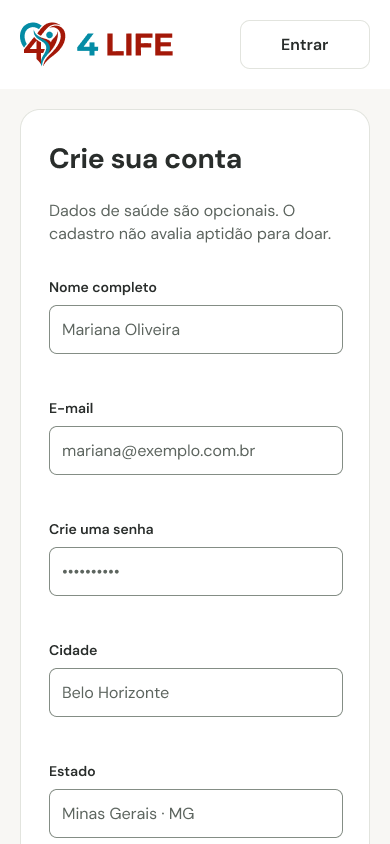 4 4 LIFE
Entrar
Crie sua conta
Dados de saúde são opcionais. O
cadastro não avalia aptidão para doar.
Nome completo
Mariana Oliveira
E-mail
mariana@exemplo.com.br
Crie uma senha
••••••••••
Cidade
Belo Horizonte
Estado
Minas Gerais · MG